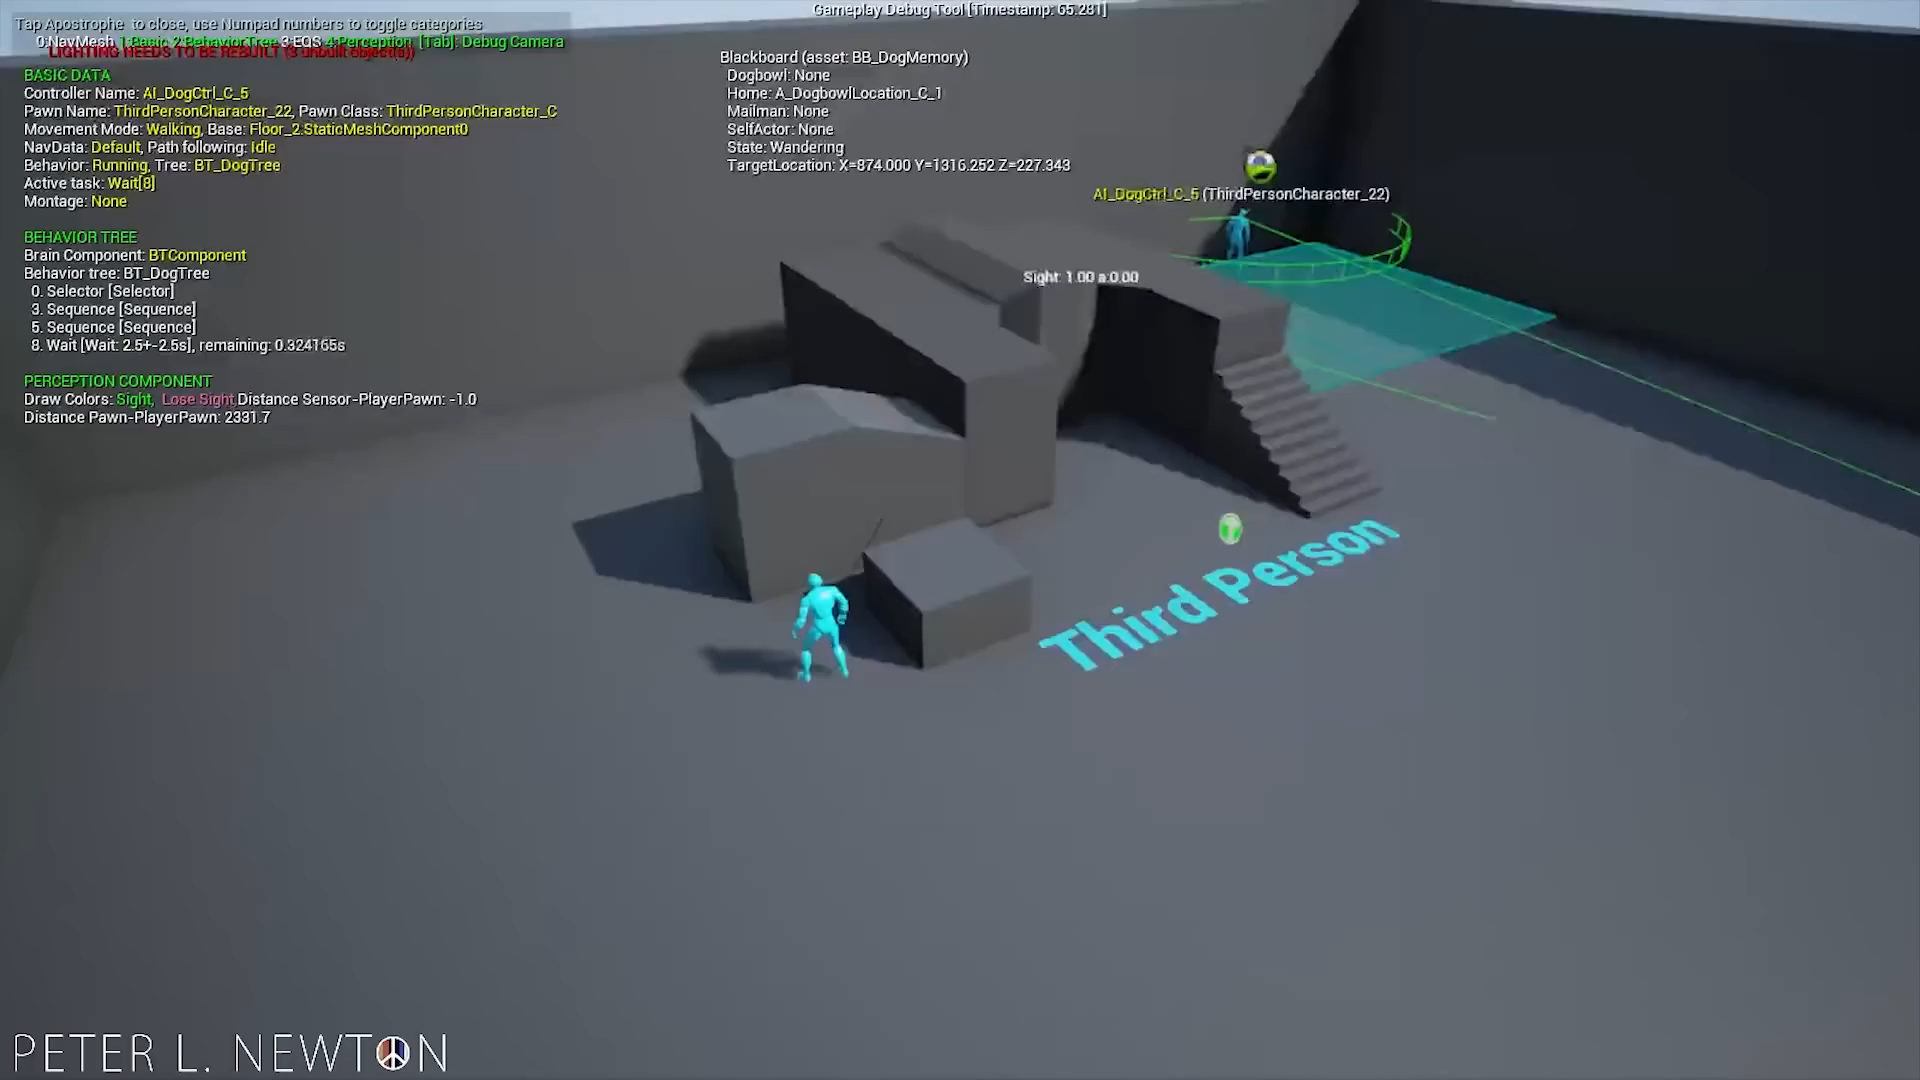 Gameplay Debug Tool [Timestamp: 65.281]
Tap Apostrophe to close, use Numpad numbers to toggle categories
0:NavMesh 1:Basic 2:BehaviorTree 3:EQS 4:Perception [Tab]: Debug Camera
LIGHTING NEEDS TO BE REBUILT (3 unbuilt object(s))
BASIC DATA
Controller Name: AI_DogCtrl_C_5
Pawn Name: ThirdPersonCharacter_22, Pawn Class: ThirdPersonCharacter_C
Movement Mode: Walking, Base: Floor_2.StaticMeshComponent0
NavData: Default, Path following: Idle
Behavior: Running, Tree: BT_DogTree
Active task: Wait[8]
Montage: None
BEHAVIOR TREE
Brain Component: BTComponent
Behavior tree: BT_DogTree
0. Selector [Selector]
3. Sequence [Sequence]
5. Sequence [Sequence]
8. Wait [Wait: 2.5+-2.5s], remaining: 0.324165s
PERCEPTION COMPONENT
Draw Colors: Sight, Lose Sight Distance Sensor-PlayerPawn: -1.0
Distance Pawn-PlayerPawn: 2331.7
Blackboard (asset: BB_DogMemory)
Dogbowl: None
Home: A_DogbowlLocation_C_1
Mailman: None
SelfActor: None
State: Wandering
TargetLocation: X=874.000 Y=1316.252 Z=227.343
AI_DogCtrl_C_5 (ThirdPersonCharacter_22)
Sight: 1.00 a:0.00
Third Person
PETER L. NEWTON